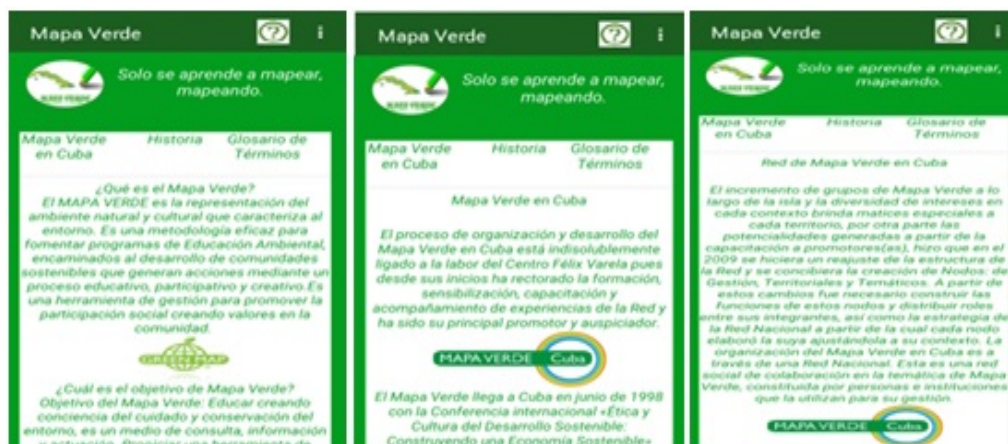 Mapa Verde
Solo se aprende a mapear,
mapeando.
Mapa Verde
en Cuba
Historia
Glosario de
Términos
¿Qué es el Mapa Verde?
El MAPA VERDE es la representación del
ambiente natural y cultural que caracteriza al
entorno. Es una metodología eficaz para
fomentar programas de Educación Ambiental,
encaminados al desarrollo de comunidades
sostenibles que generan acciones mediante un
proceso educativo, participativo y creativo.Es
una herramienta de gestión para promover la
participación social creando valores en la
comunidad.
GREEN MAP
¿Cuál es el objetivo de Mapa Verde?
Objetivo del Mapa Verde: Educar creando
conciencia del cuidado y conservación del
entorno, es un medio de consulta, información
y actuación. Propiciar una herramienta de
Mapa Verde
Solo se aprende a mapear,
mapeando.
Mapa Verde
en Cuba
Historia
Glosario de
Términos
Mapa Verde en Cuba
El proceso de organización y desarrollo del
Mapa Verde en Cuba está indisolublemente
ligado a la labor del Centro Félix Varela pues
desde sus inicios ha rectorado la formación,
sensibilización, capacitación y
acompañamiento de experiencias de la Red y
ha sido su principal promotor y auspiciador.
MAPA VERDE Cuba
El Mapa Verde llega a Cuba en junio de 1998
con la Conferencia internacional «Ética y
Cultura del Desarrollo Sostenible:
Construyendo una Economía Sostenible»
Mapa Verde
Solo se aprende a mapear,
mapeando.
Mapa Verde
en Cuba
Historia
Glosario de
Términos
Red de Mapa Verde en Cuba
El incremento de grupos de Mapa Verde a lo
largo de la isla y la diversidad de intereses en
cada contexto brinda matices especiales a
cada territorio, por otra parte las
potencialidades generadas a partir de la
capacitación a promotores(as), hizo que en el
2009 se hiciera un reajuste de la estructura de
la Red y se concibiera la creación de Nodos: de
Gestión, Territoriales y Temáticos. A partir de
estos cambios fue necesario construir las
funciones de estos nodos y distribuir roles
entre sus integrantes, así como la estrategia de
la Red Nacional a partir de la cual cada nodo
elaboró la suya ajustándola a su contexto. La
organización del Mapa Verde en Cuba es a
través de una Red Nacional. Esta es una red
social de colaboración en la temática de Mapa
Verde, constituida por personas e instituciones
que la utilizan para su gestión.
MAPA VERDE Cuba